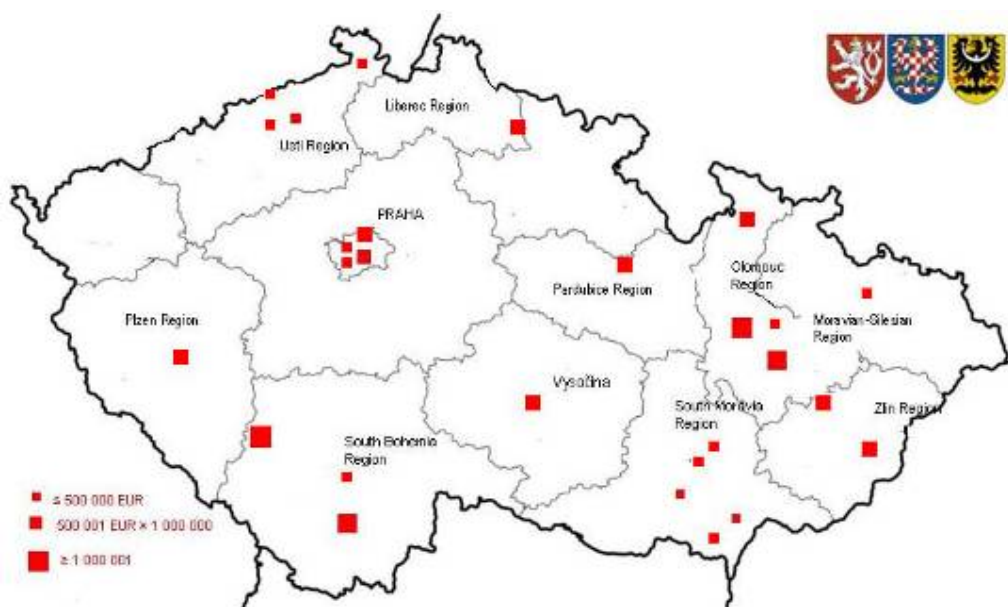 Liberec Region
Usti Region
PRAHA
Olomouc
Region
Pardubice Region
Plzen Region
Moravian-Silesian
Region
Vysočina
South Moravia
Region
Zlin Region
South Bohemia
Region
≤ 500 000 EUR
500 001 EUR × 1 000 000
≥ 1 000 001